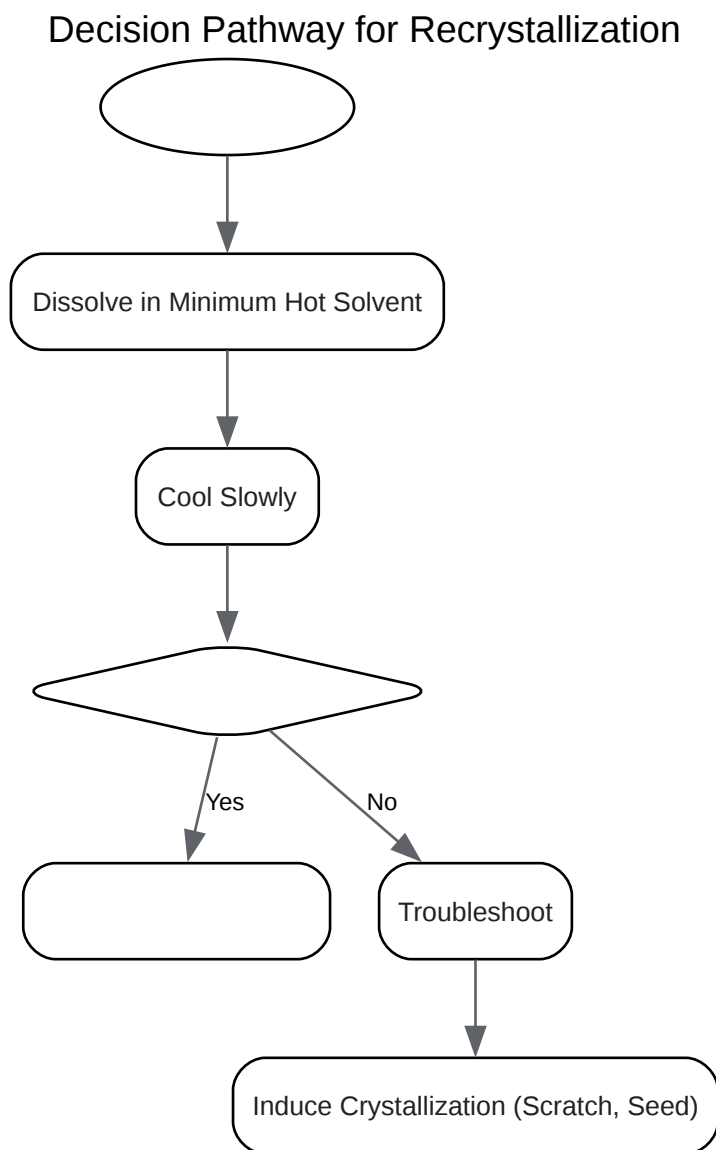 Decision Pathway for Recrystallization
Dissolve in Minimum Hot Solvent
Cool Slowly
Yes
No
Troubleshoot
Induce Crystallization (Scratch, Seed)